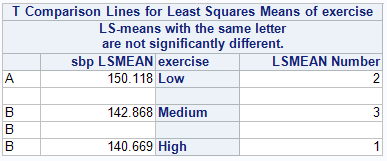 T Comparison Lines for Least Squares Means of exercise
LS-means with the same letter
are not significantly different.
sbp LSMEAN exercise LSMEAN Number
A 150.118 Low 2
B 142.868 Medium 3
B
B 140.669 High 1